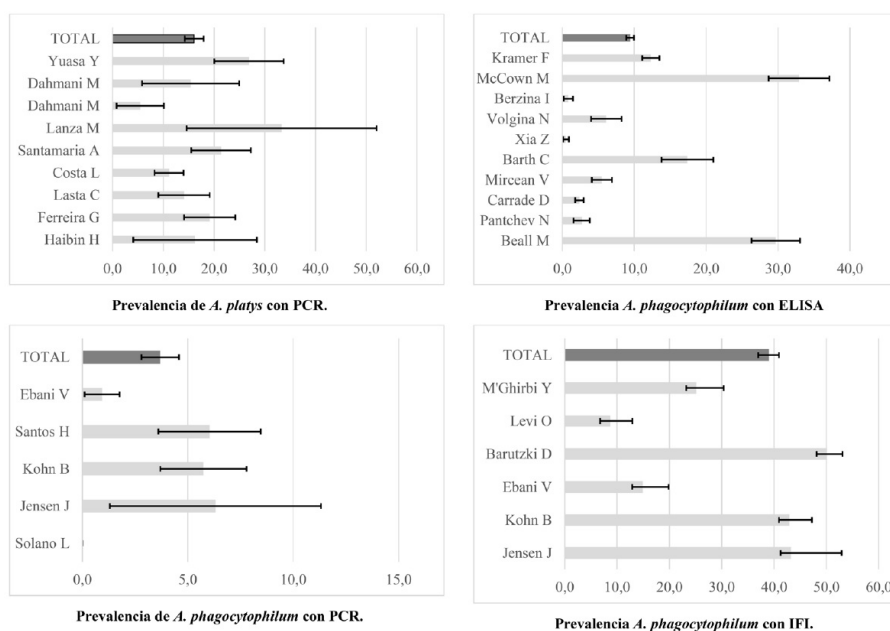 TOTAL
Yuasa Y
Dahmani M
Dahmani M
Lanza M
Santamaria A
Costa L
Lasta C
Ferreira G
Haibin H
0,0 10,0 20,0 30,0 40,0 50,0 60,0
Prevalencia de A. platys con PCR.
TOTAL
Kramer F
McCown M
Berzina I
Volgina N
Xia Z
Barth C
Mircean V
Carrade D
Pantchev N
Beall M
0,0 10,0 20,0 30,0 40,0
Prevalencia A. phagocytophilum con ELISA
TOTAL
Ebani V
Santos H
Kohn B
Jensen J
Solano L
0,0 5,0 10,0 15,0
Prevalencia de A. phagocytophilum con PCR.
TOTAL
M'Ghirbi Y
Levi O
Barutzki D
Ebani V
Kohn B
Jensen J
0,0 10,0 20,0 30,0 40,0 50,0 60,0
Prevalencia A. phagocytophilum con IFI.